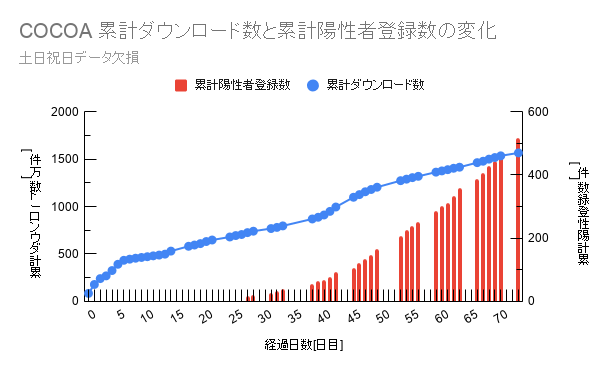 COCOA 累計ダウンロード数と累計陽性者登録数の変化
土日祝日データ欠損
累計陽性者登録数 累計ダウンロード数
2000
1500
1000
500
0
600
400
200
0
累計ダウンロード数[万件]
累計陽性登録数[件]
0 5 10 15 20 25 30 35 40 45 50 55 60 65 70
経過日数[日目]